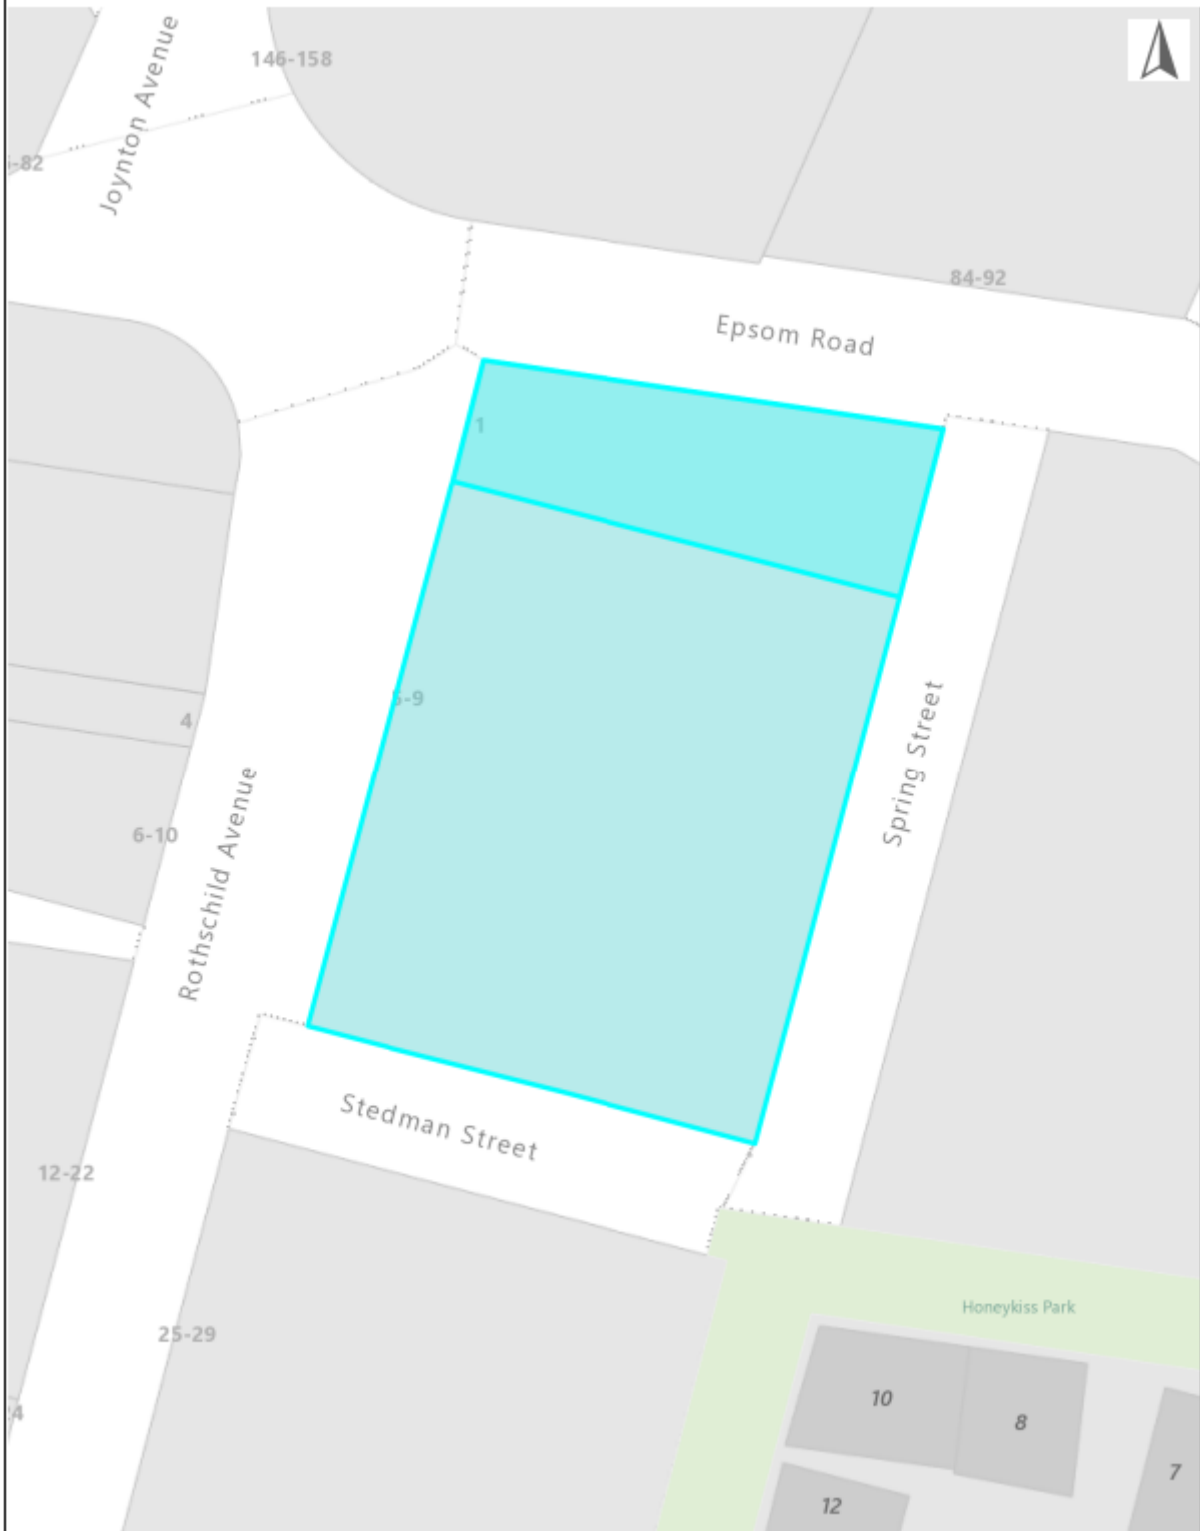 146-158
Joynton Avenue
-82
84-92
Epsom Road
1
5-9
Spring Street
4
6-10
Rothschild Avenue
Stedman Street
12-22
Honeykiss Park
25-29
10
8
7
12